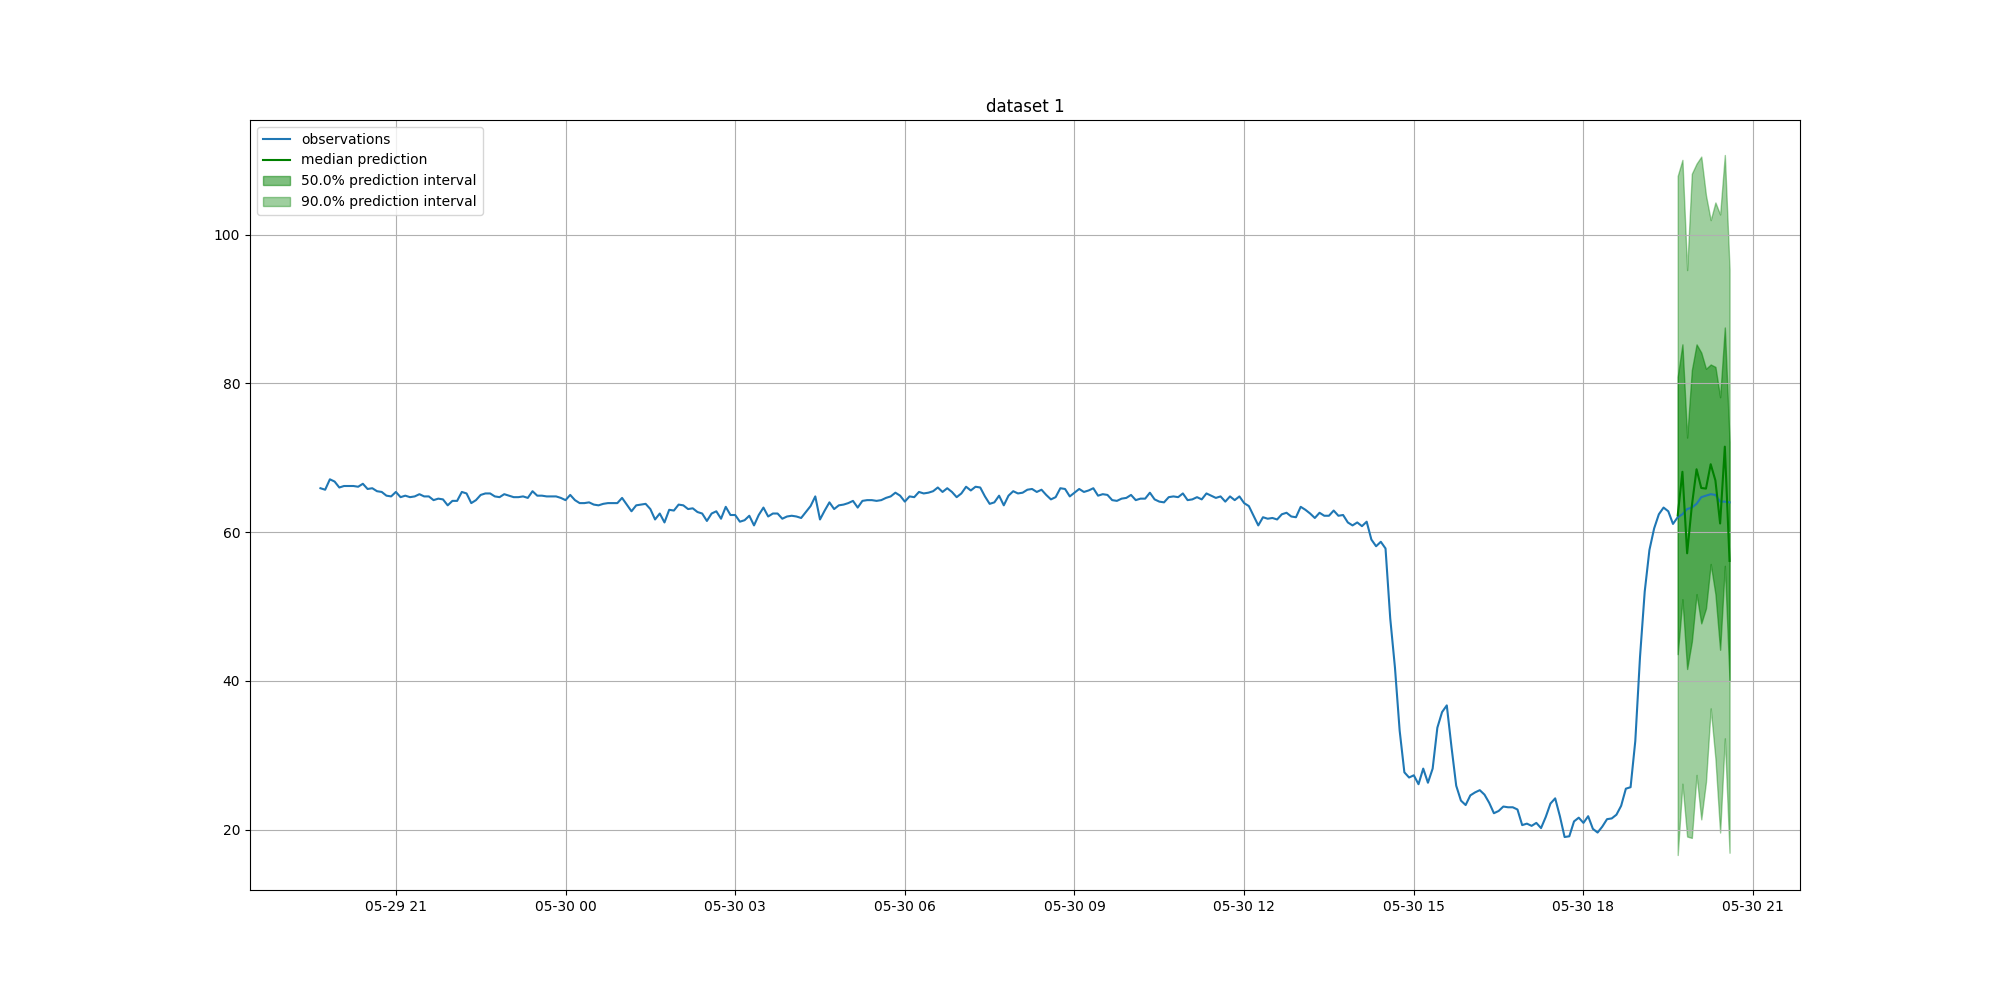 dataset 1
observations
median prediction
50.0% prediction interval
90.0% prediction interval
100
80
60
40
20
05-29 21
05-30 00
05-30 03
05-30 06
05-30 09
05-30 12
05-30 15
05-30 18
05-30 21